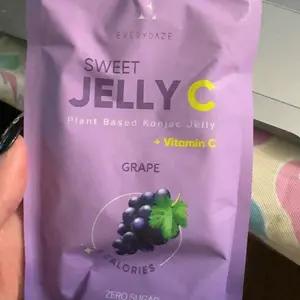 EVERYDAZE
SWEET
JELLY C
Plant Based Konjac Jelly
+ Vitamin C
GRAPE
CALORIES
ZERO SUGAR